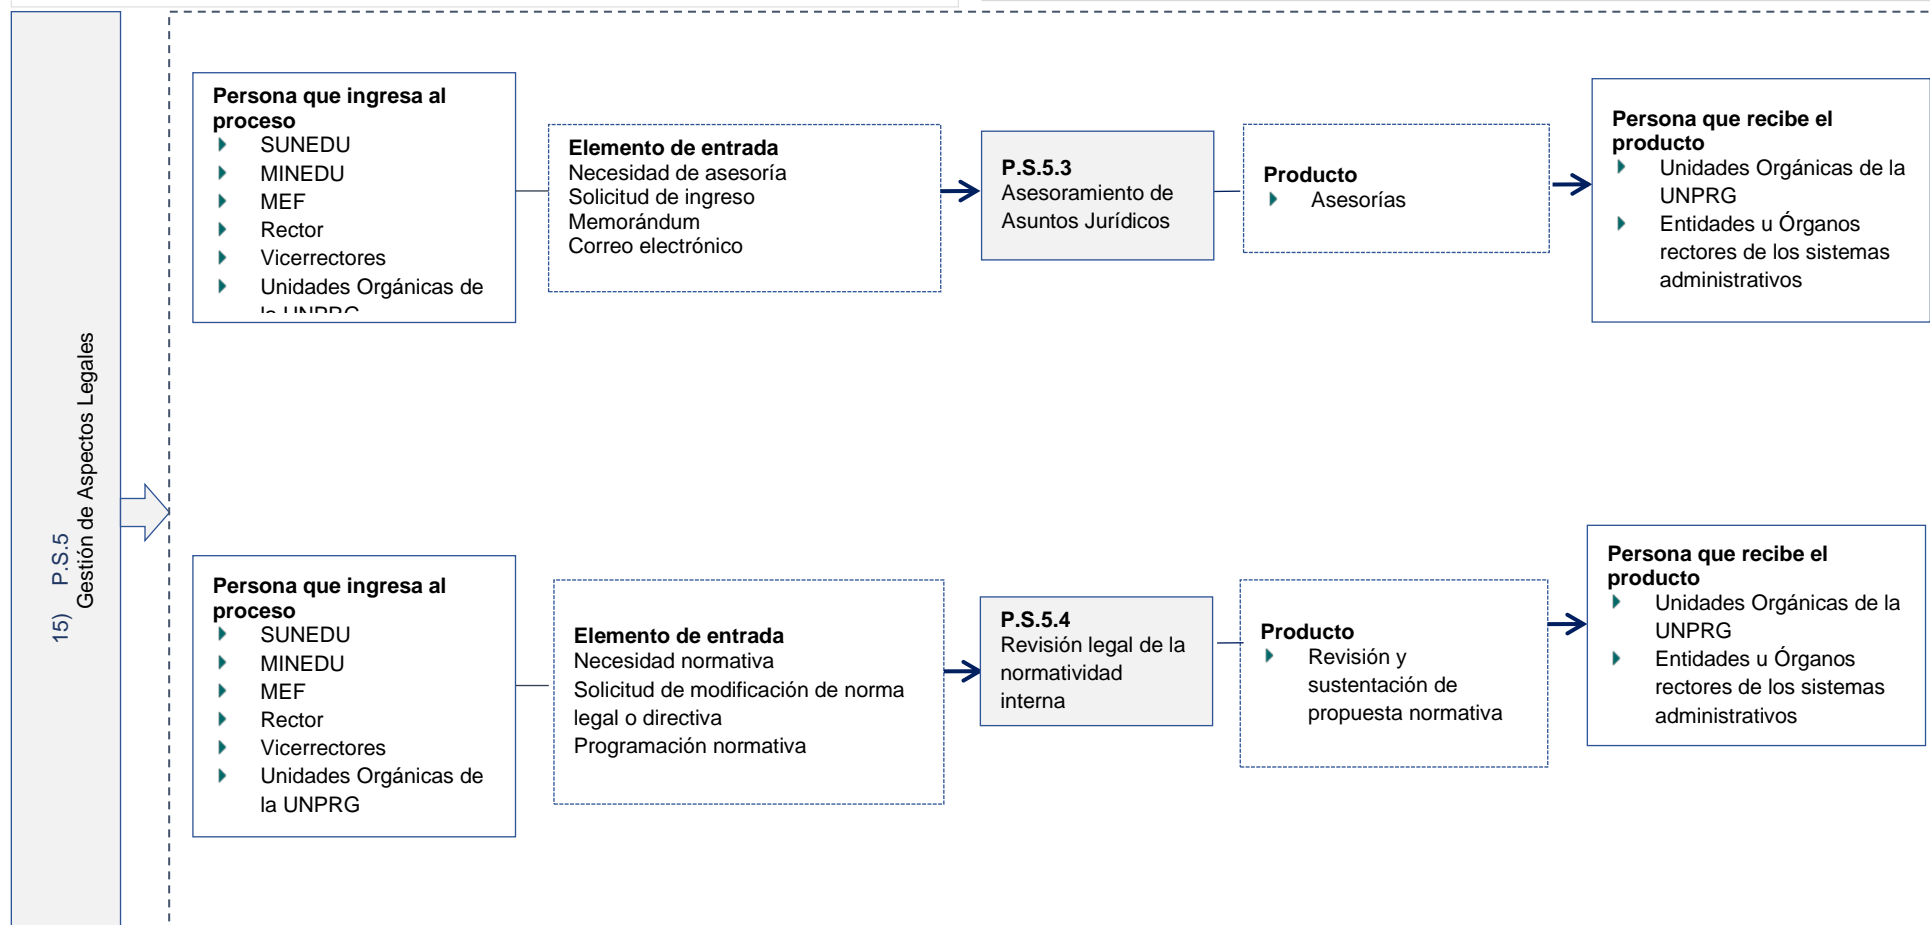 15) P.S.5
Gestión de Aspectos Legales
Persona que ingresa al
proceso
SUNEDU
MINEDU
MEF
Rector
Vicerrectores
Unidades Orgánicas de
la UNPRG
Elemento de entrada
Necesidad de asesoría
Solicitud de ingreso
Memorándum
Correo electrónico
P.S.5.3
Asesoramiento de
Asuntos Jurídicos
Producto
Asesorías
Persona que recibe el
producto
Unidades Orgánicas de la
UNPRG
Entidades u Órganos
rectores de los sistemas
administrativos
Persona que ingresa al
proceso
SUNEDU
MINEDU
MEF
Rector
Vicerrectores
Unidades Orgánicas de
la UNPRG
Elemento de entrada
Necesidad normativa
Solicitud de modificación de norma
legal o directiva
Programación normativa
P.S.5.4
Revisión legal de la
normatividad
interna
Producto
Revisión y
sustentación de
propuesta normativa
Persona que recibe el
producto
Unidades Orgánicas de la
UNPRG
Entidades u Órganos
rectores de los sistemas
administrativos